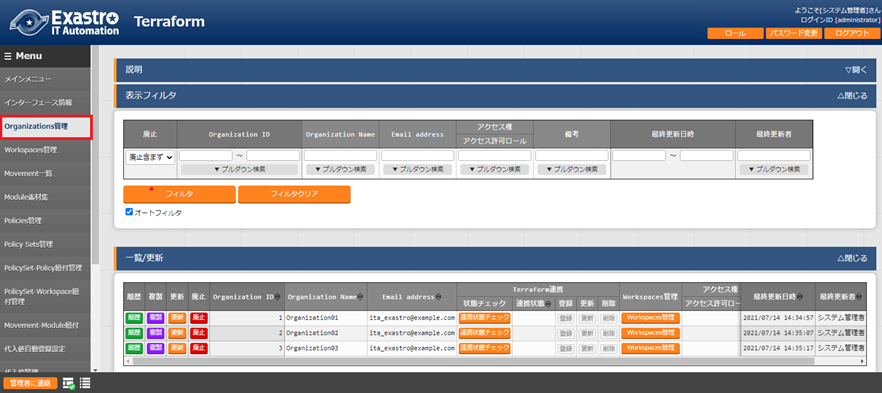 Exastro
IT Automation
Terraform
ようこそ[システム管理者]さん
ログインID [administrator]
ロール
パスワード変更
ログアウト
☰ Menu
メインメニュー
インターフェース情報
Organizations管理
Workspaces管理
Movement一覧
Module素材集
Policies管理
Policy Sets管理
PolicySet-Policy紐付管理
PolicySet-Workspace紐
付管理
Movement-Module紐付
代入値自動登録設定
代入値管理
管理者に連絡
説明
▽開く
表示フィルタ
△閉じる
廃止
Organization ID
Organization Name
Email address
アクセス権
アクセス許可ロール
備考
最終更新日時
最終更新者
廃止含まず
～
～
▼ プルダウン検索
▼ プルダウン検索
▼ プルダウン検索
▼ プルダウン検索
▼ プルダウン検索
▼ プルダウン検索
フィルタ
フィルタクリア
オートフィルタ
一覧/更新
△閉じる
履歴 複製 更新 廃止 Organization ID Organization Name Email address Terraform連携 Workspaces管理 アクセス権 最終更新日時 最終更新者
状態チェック 連携状態 登録 更新 削除 アクセス許可ロー
履歴 複製 更新 廃止 1 Organization01 ita_exastro@example.com 連携状態チェック 登録 更新 削除 Workspaces管理 2021/07/14 14:34:57 システム管理者
履歴 複製 更新 廃止 2 Organization02 ita_exastro@example.com 連携状態チェック 登録 更新 削除 Workspaces管理 2021/07/14 14:35:07 システム管理者
履歴 複製 更新 廃止 3 Organization03 ita_exastro@example.com 連携状態チェック 登録 更新 削除 Workspaces管理 2021/07/14 14:35:17 システム管理者